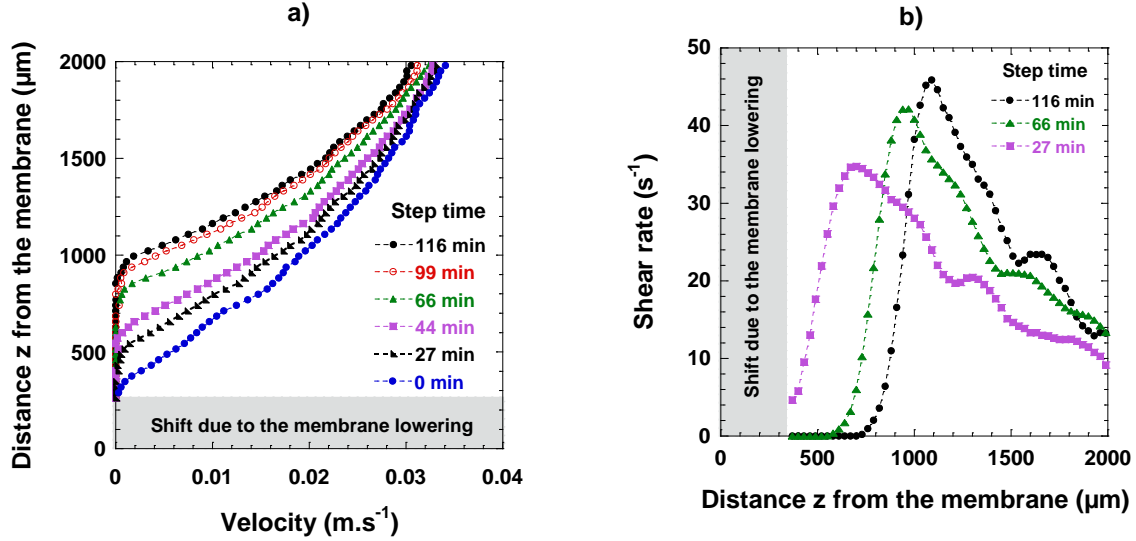 a)
Distance z from the membrane (µm)
2000
1500
1000
500
0
Step time
116 min
99 min
66 min
44 min
27 min
0 min
Shift due to the membrane lowering
0
0.01
0.02
0.03
0.04
Velocity (m.s⁻¹)
b)
Shear rate (s⁻¹)
50
40
30
20
10
0
Shift due to the membrane lowering
Step time
116 min
66 min
27 min
0
500
1000
1500
2000
Distance z from the membrane (µm)